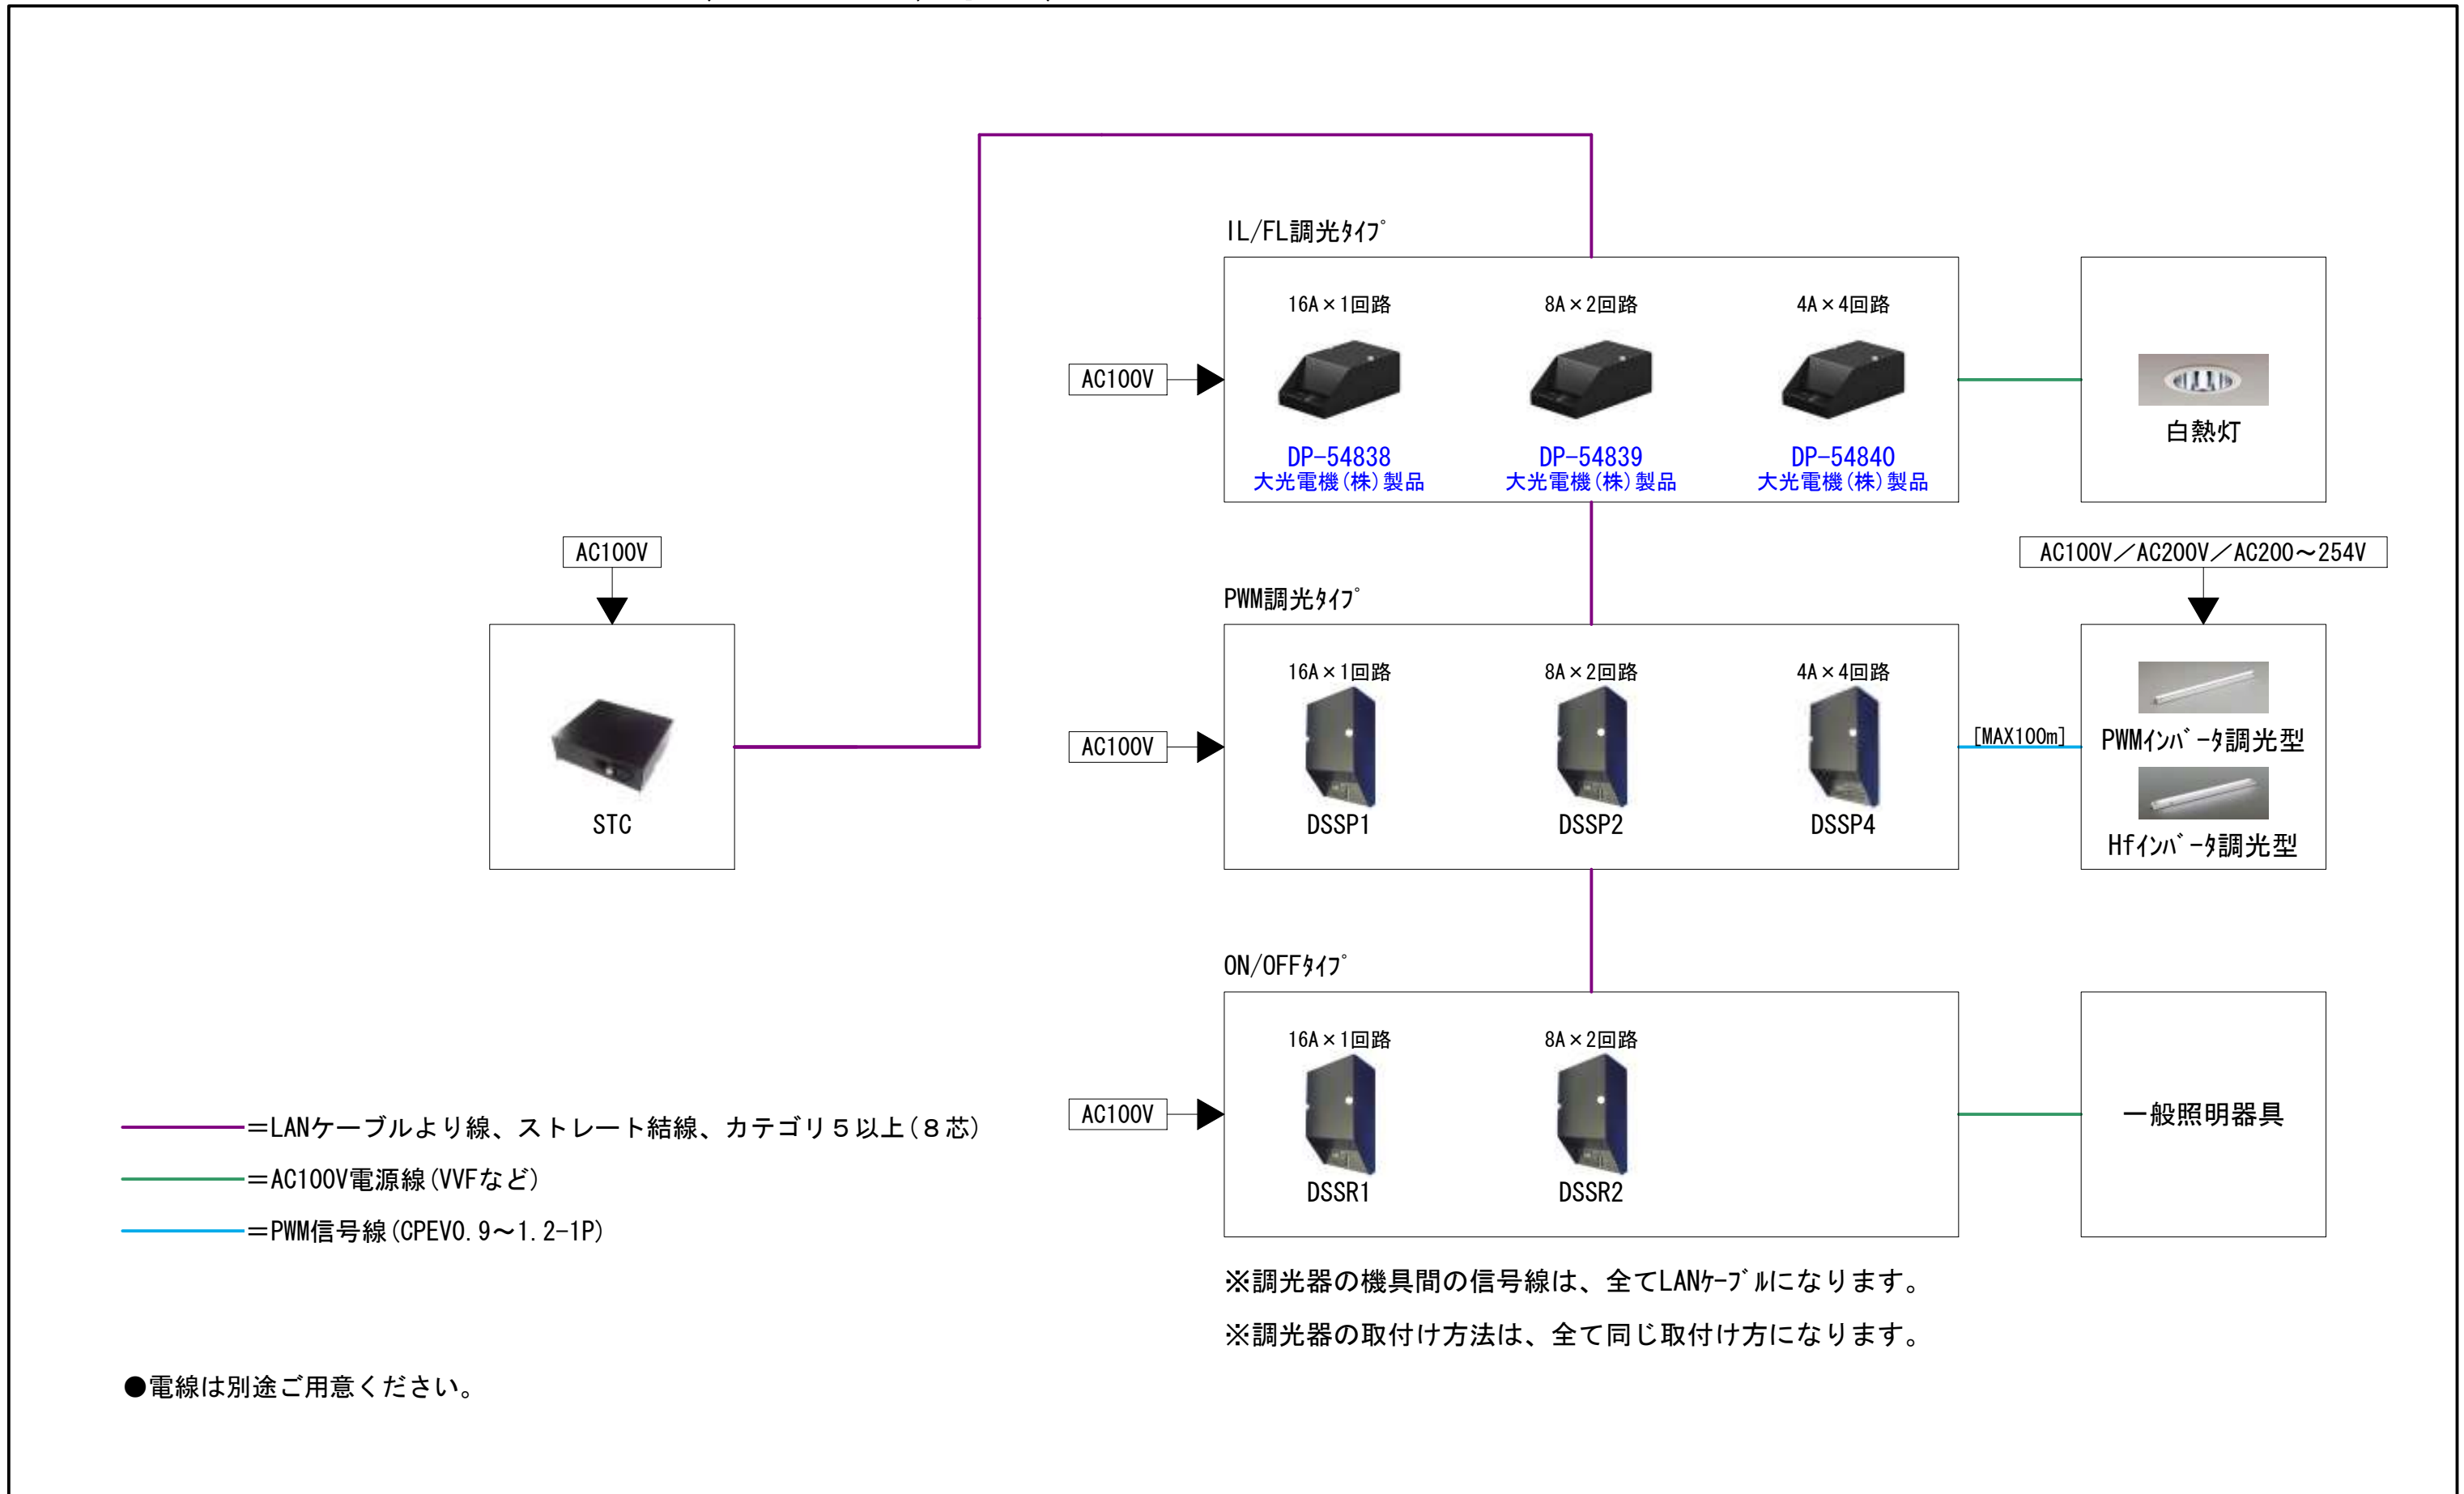 IL/FL調光ﾀｲﾌﾟ
16A×1回路
8A×2回路
4A×4回路
AC100V
DP-54838
大光電機(株)製品
DP-54839
大光電機(株)製品
DP-54840
大光電機(株)製品
白熱灯
AC100V
STC
PWM調光ﾀｲﾌﾟ
16A×1回路
8A×2回路
4A×4回路
AC100V
DSSP1
DSSP2
DSSP4
[MAX100m]
AC100V／AC200V／AC200～254V
PWMｲﾝﾊﾞｰﾀ調光型
Hfｲﾝﾊﾞｰﾀ調光型
ON/OFFﾀｲﾌﾟ
16A×1回路
8A×2回路
AC100V
DSSR1
DSSR2
一般照明器具
＝LANケーブルより線、ストレート結線、カテゴリ５以上(８芯)
＝AC100V電源線(VVFなど)
＝PWM信号線(CPEV0.9～1.2-1P)
※調光器の機具間の信号線は、全てLANｹｰﾌﾞﾙになります。
※調光器の取付け方法は、全て同じ取付け方になります。
●電線は別途ご用意ください。